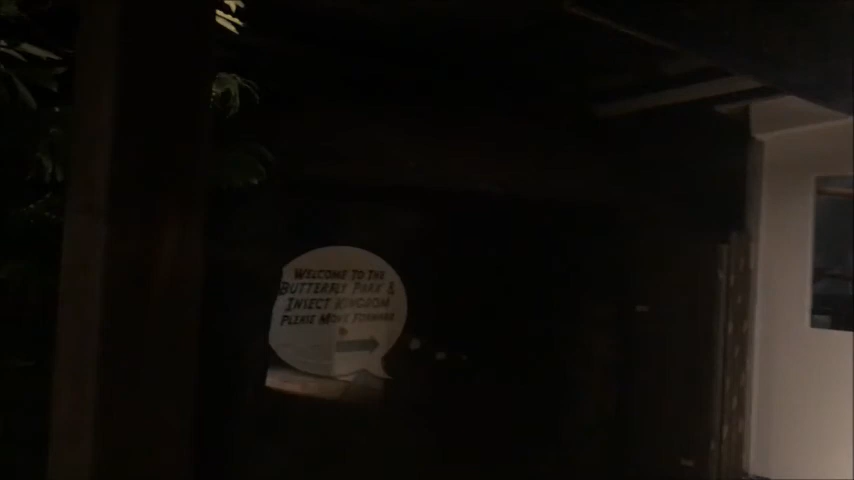 WELCOME TO THE
BUTTERFLY PARK &
INSECT KINGDOM
PLEASE MOVE FORWARD